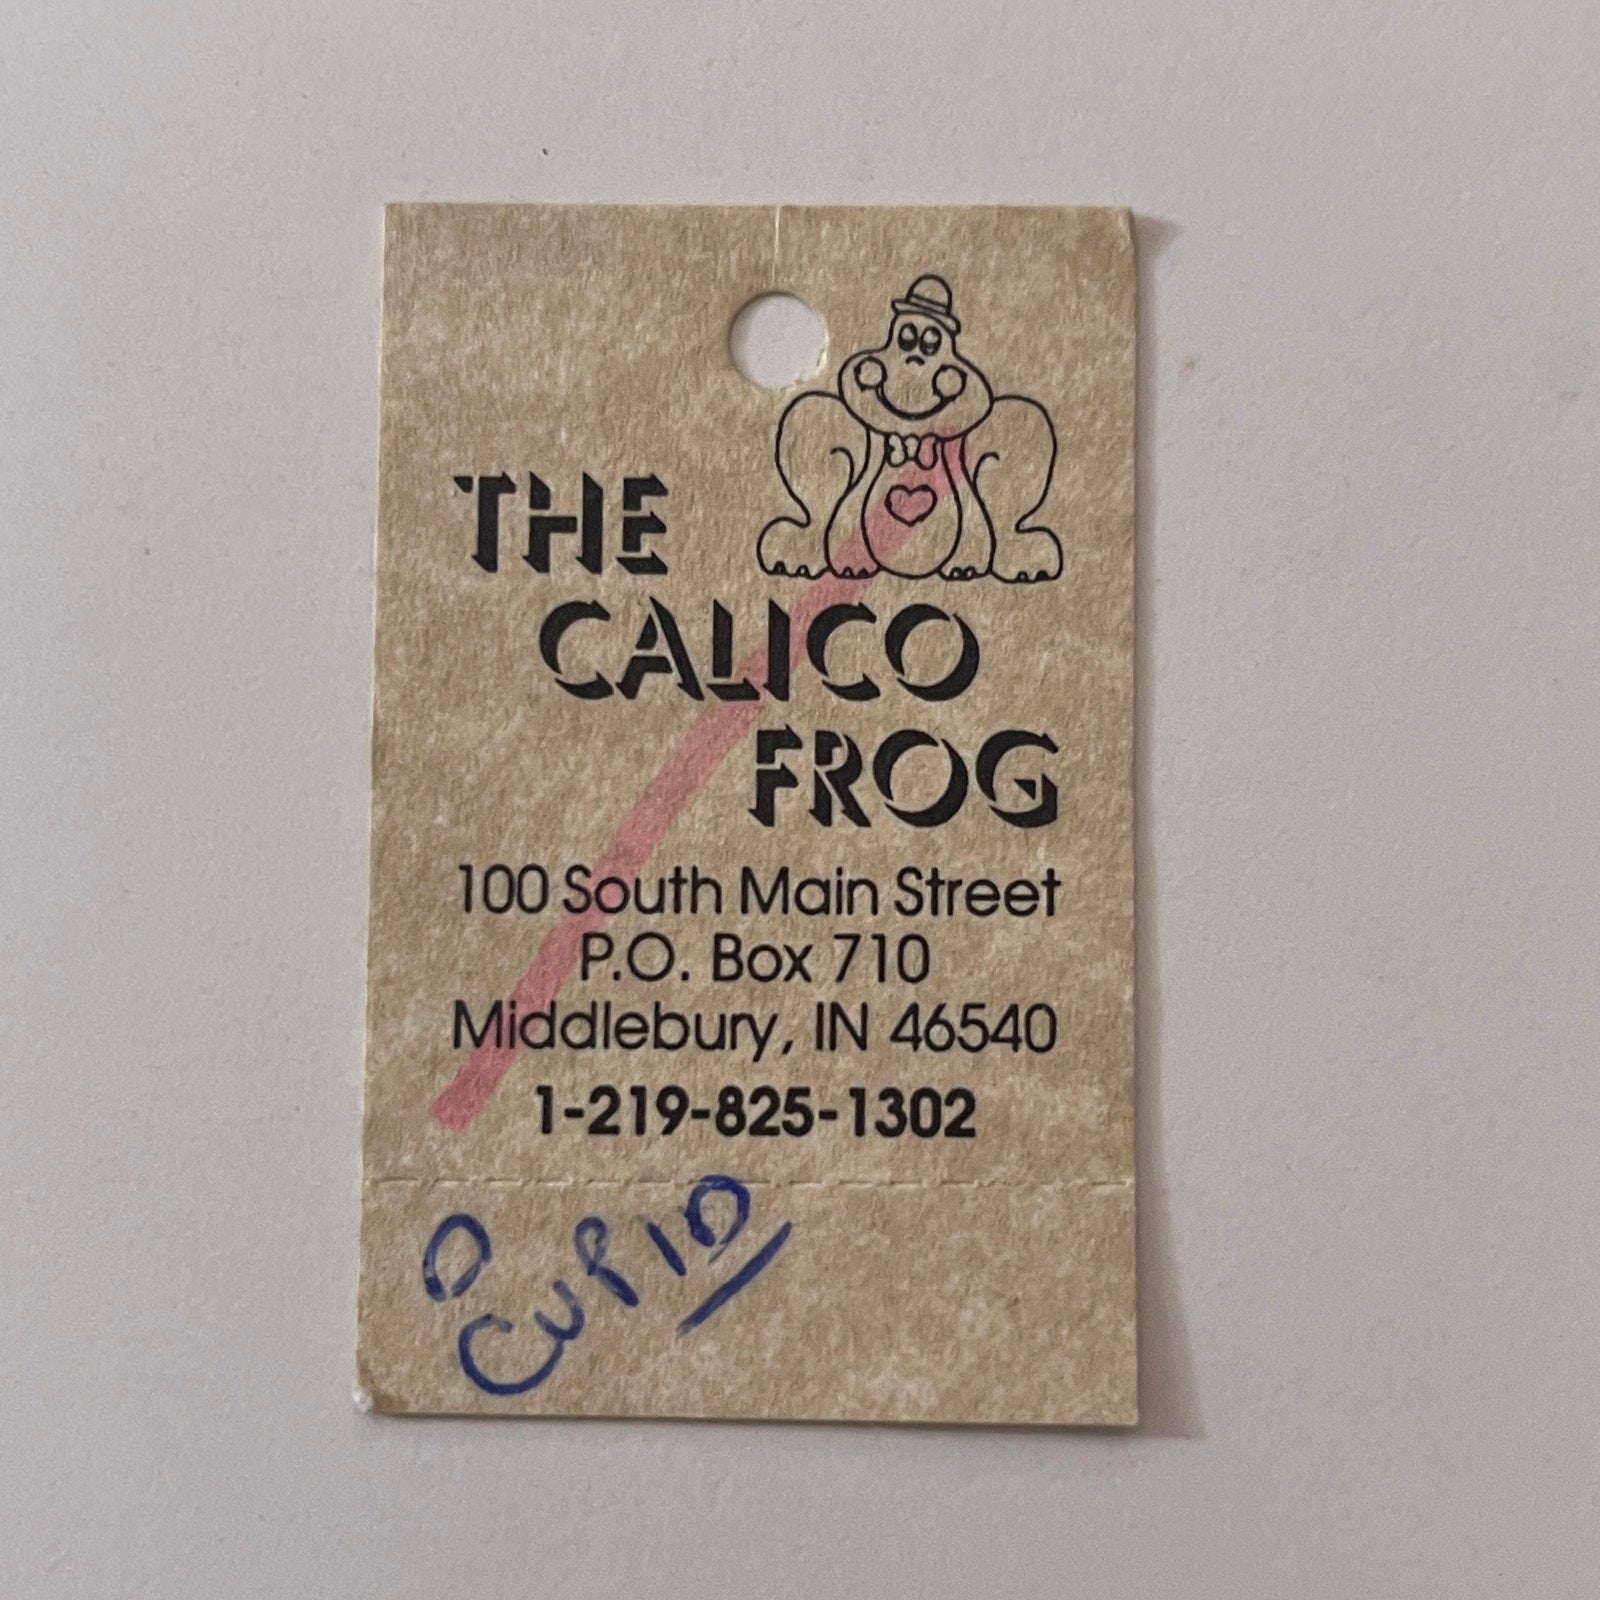 THE
CALICO
FROG
100 South Main Street
P.O. Box 710
Middlebury, IN 46540
1-219-825-1302
CUPID